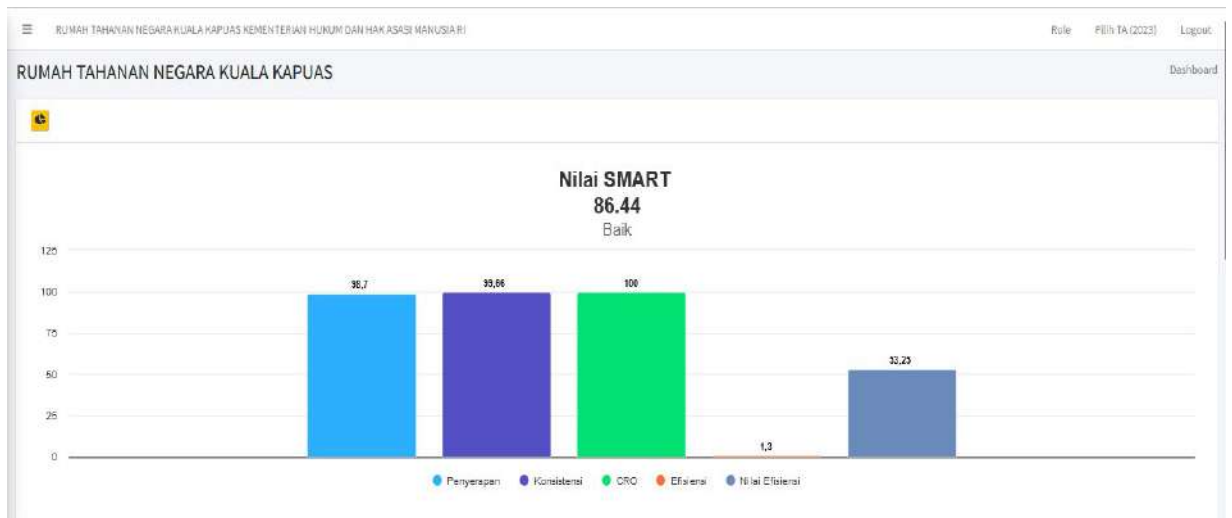 RUMAH TAHANAN NEGARA KUALA KAPUAS KEMENTERIAN HUKUM DAN HAK ASASI MANUSIA RI
Role Pilih TA (2023) Logout
RUMAH TAHANAN NEGARA KUALA KAPUAS
Dashboard
Nilai SMART
86.44
Baik
125
100
75
50
25
0
98,7
99,66
100
1,3
53,25
Penyerapan Konsistensi CRO Efisiensi Nilai Efisiensi